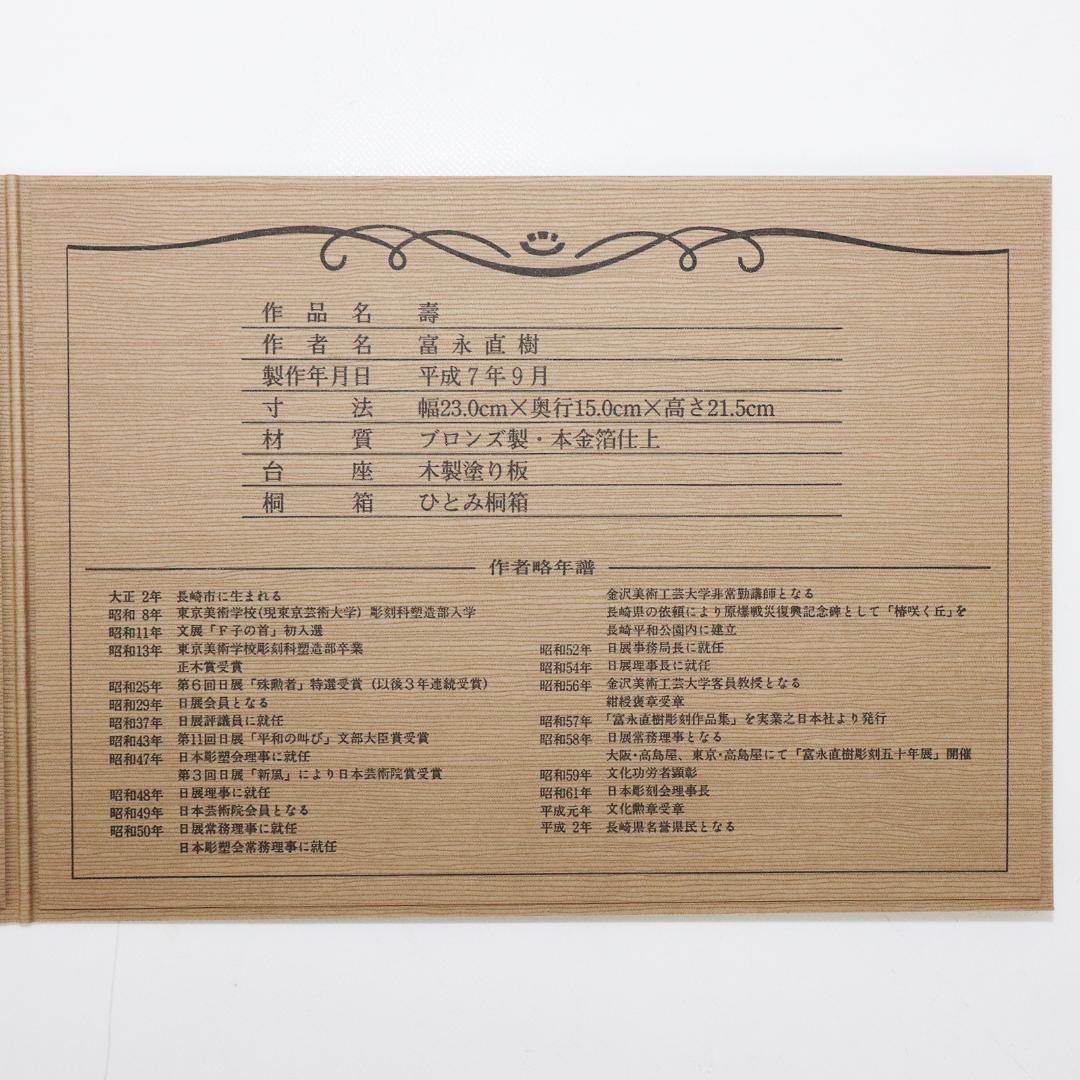 作品名 壽
作者名 富永直樹
製作年月日 平成7年9月
寸法 幅23.0cm×奥行15.0cm×高さ21.5cm
材質 ブロンズ製・本金箔仕上
台座 木製塗り板
桐箱 ひとみ桐箱
作者略年譜
大正 2年 長崎市に生まれる
昭和 8年 東京美術学校(現東京芸術大学) 彫刻科塑造部入学
昭和11年 文展「F子の首」初入選
昭和13年 東京美術学校彫刻科塑造部卒業
正木賞受賞
昭和25年 第6回日展「殊勲者」特選受賞 (以後3年連続受賞)
昭和29年 日展会員となる
昭和37年 日展評議員に就任
昭和43年 第11回日展「平和の叫び」文部大臣賞受賞
昭和47年 日本彫塑会理事に就任
第3回日展「新風」により日本芸術院賞受賞
昭和48年 日展理事に就任
昭和49年 日本芸術院会員となる
昭和50年 日展常務理事に就任
日本彫塑会常務理事に就任
金沢美術工芸大学非常勤講師となる
長崎県の依頼により原爆戦災復興記念碑として「椿咲く丘」を
長崎平和公園内に建立
昭和52年 日展事務局長に就任
昭和54年 日展理事長に就任
昭和56年 金沢美術工芸大学客員教授となる
紺綬褒章受章
昭和57年 「富永直樹彫刻作品集」を実業之日本社より発行
昭和58年 日展常務理事となる
大阪・高島屋、東京・高島屋にて「富永直樹彫刻五十年展」開催
昭和59年 文化功労者顕彰
昭和61年 日本彫刻会理事長
平成元年 文化勲章受章
平成 2年 長崎県名誉県民となる